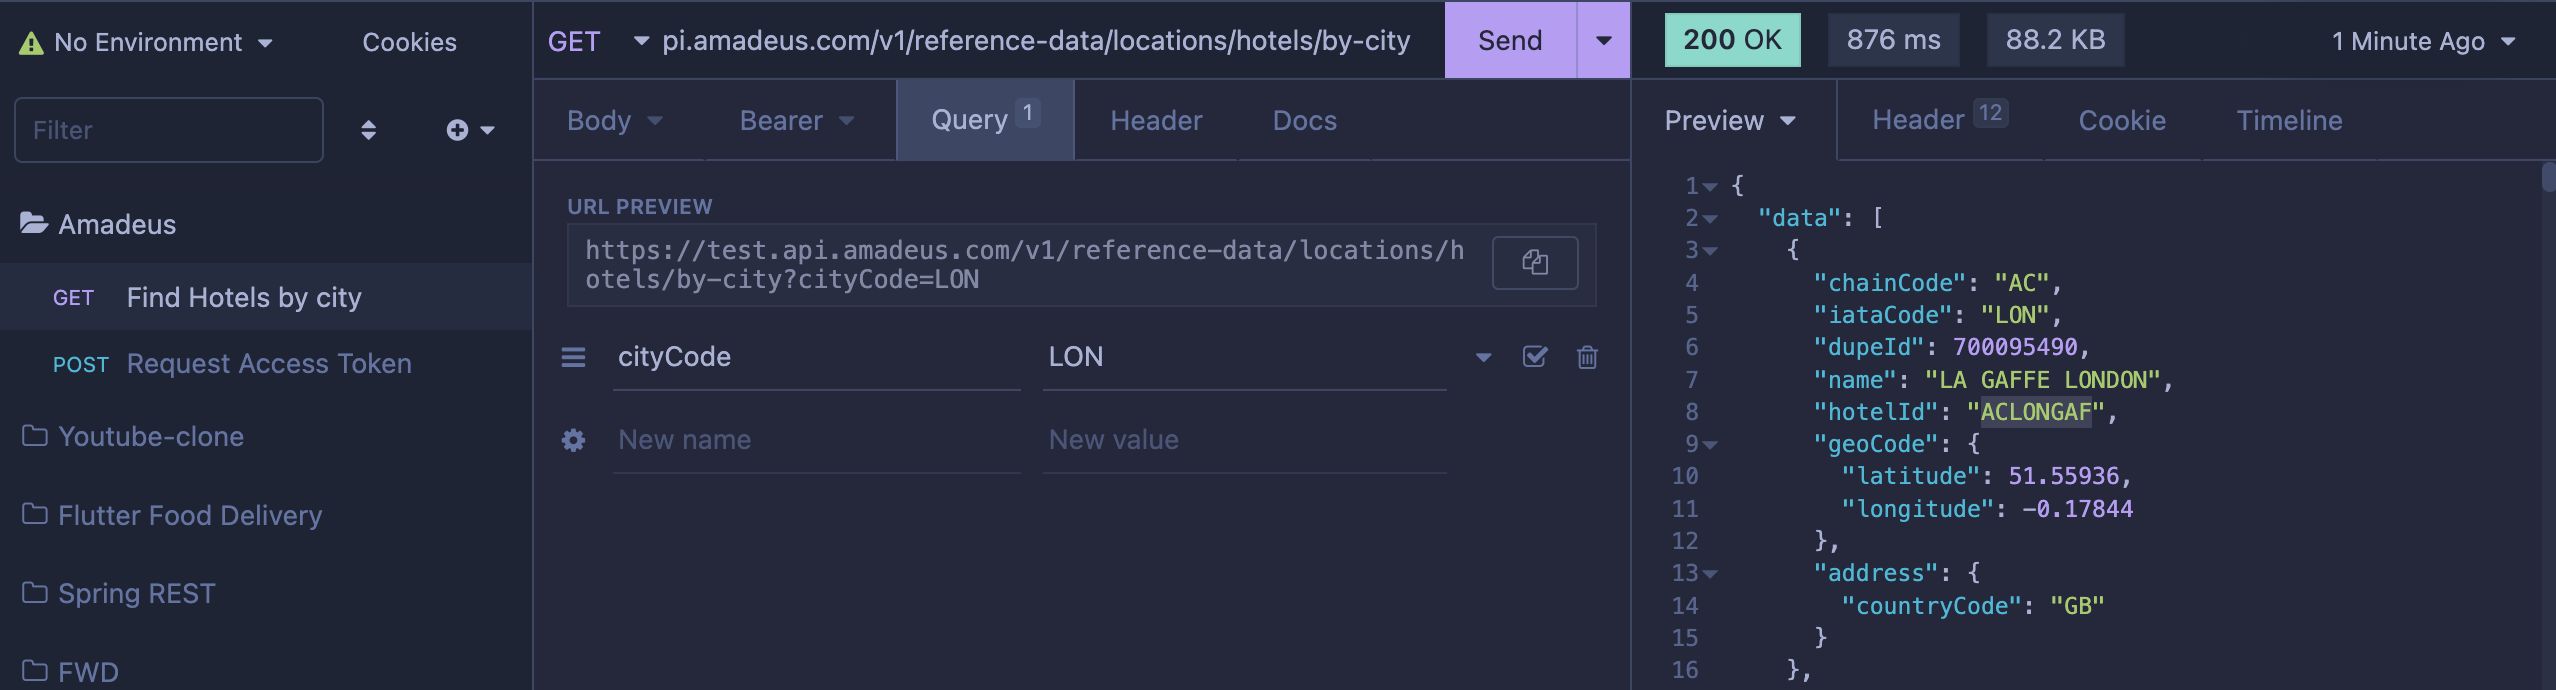 No Environment
Cookies
Filter
Amadeus
GET Find Hotels by city
POST Request Access Token
Youtube-clone
Flutter Food Delivery
Spring REST
FWD
GET pi.amadeus.com/v1/reference-data/locations/hotels/by-city Send
Body Bearer Query 1 Header Docs
URL PREVIEW
https://test.api.amadeus.com/v1/reference-data/locations/h
otels/by-city?cityCode=LON
cityCode LON
New name New value
200 OK 876 ms 88.2 KB 1 Minute Ago
Preview Header 12 Cookie Timeline
1 {
2 "data": [
3 {
4 "chainCode": "AC",
5 "iataCode": "LON",
6 "dupeId": 700095490,
7 "name": "LA GAFFE LONDON",
8 "hotelId": "ACLONGAF",
9 "geoCode": {
10 "latitude": 51.55936,
11 "longitude": -0.17844
12 },
13 "address": {
14 "countryCode": "GB"
15 }
16 },